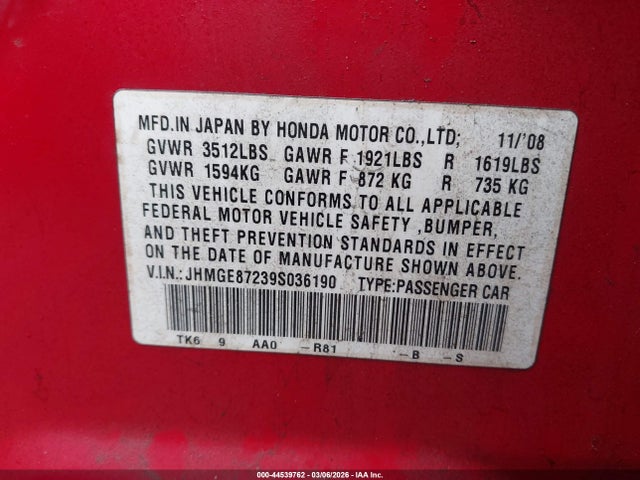 MFD.IN JAPAN BY HONDA MOTOR CO.,LTD; 11/'08
GVWR 3512LBS GAWR F 1921LBS R 1619LBS
GVWR 1594KG GAWR F 872 KG R 735 KG
THIS VEHICLE CONFORMS TO ALL APPLICABLE
FEDERAL MOTOR VEHICLE SAFETY ,BUMPER,
AND THEFT PREVENTION STANDARDS IN EFFECT
ON THE DATE OF MANUFACTURE SHOWN ABOVE.
V.I.N.:JHMGE87239S036190 TYPE:PASSENGER CAR
TK6 9 AA0 -R81 -B -S
000-44539762 - 03/06/2026 - IAA Inc.